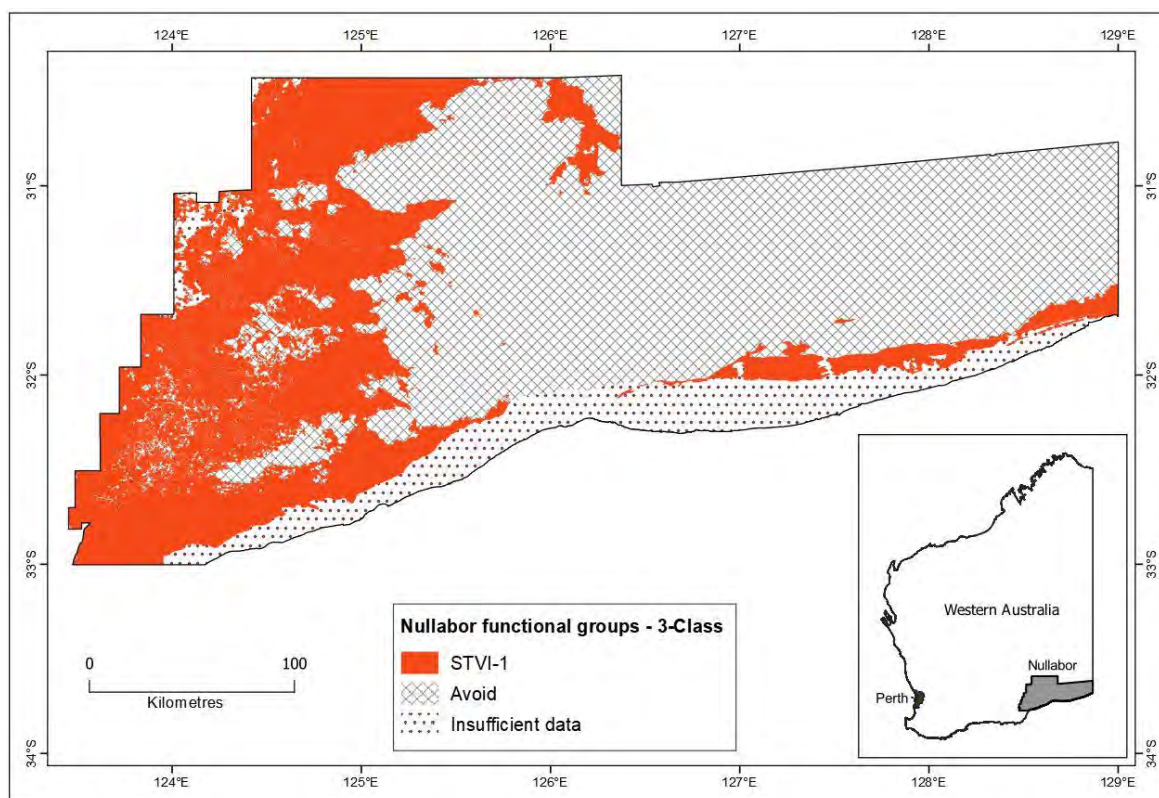 124°E 125°E 126°E 127°E 128°E 129°E
31°S 31°S
32°S 32°S
33°S 33°S
34°S 34°S
Nullabor functional groups - 3-Class
STVI-1
Avoid
Insufficient data
0 100
Kilometres
Western Australia
Nullabor
Perth
124°E 125°E 126°E 127°E 128°E 129°E